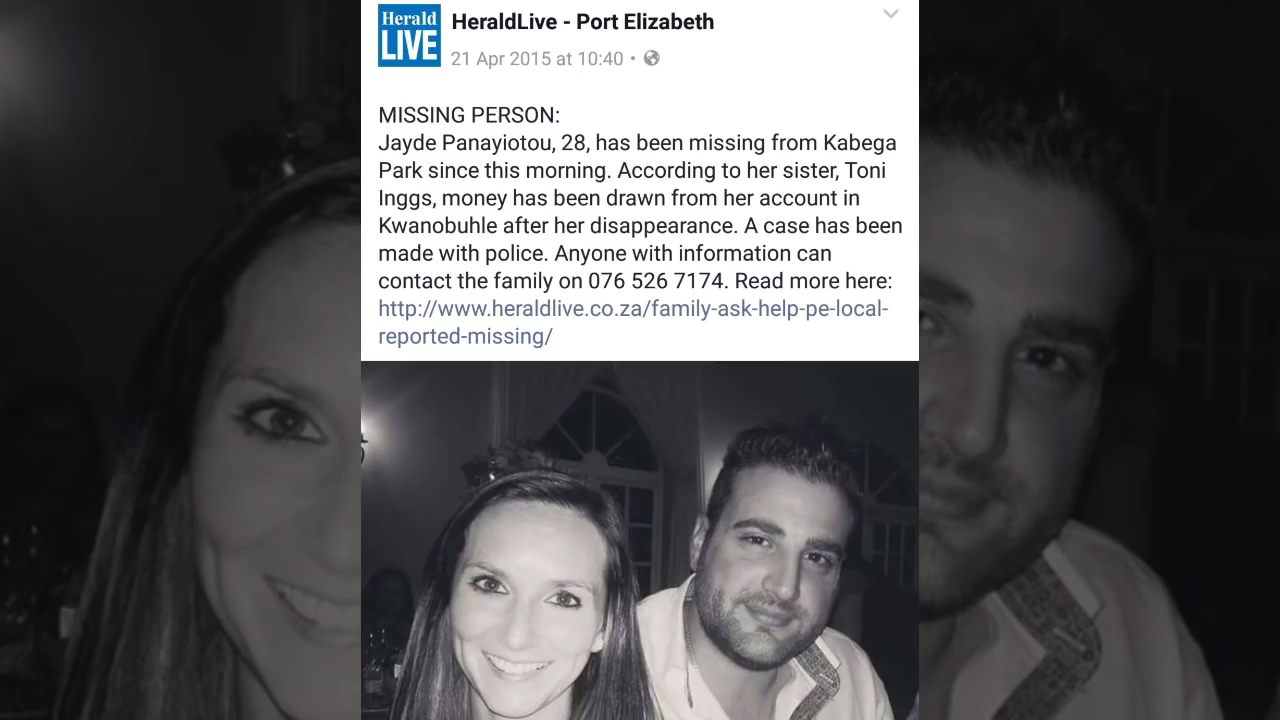 Herald
LIVE
HeraldLive - Port Elizabeth
21 Apr 2015 at 10:40 •
MISSING PERSON:
Jayde Panayiotou, 28, has been missing from Kabega
Park since this morning. According to her sister, Toni
Inggs, money has been drawn from her account in
Kwanobuhle after her disappearance. A case has been
made with police. Anyone with information can
contact the family on 076 526 7174. Read more here:
http://www.heraldlive.co.za/family-ask-help-pe-local-
reported-missing/